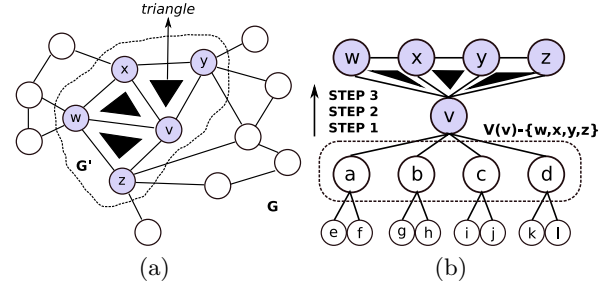 triangle
x
y
w
v
z
G'
G
(a)
w x y z
STEP 3
STEP 2
STEP 1
v
V(v)-{w,x,y,z}
a b c d
e f g h i j k l
(b)